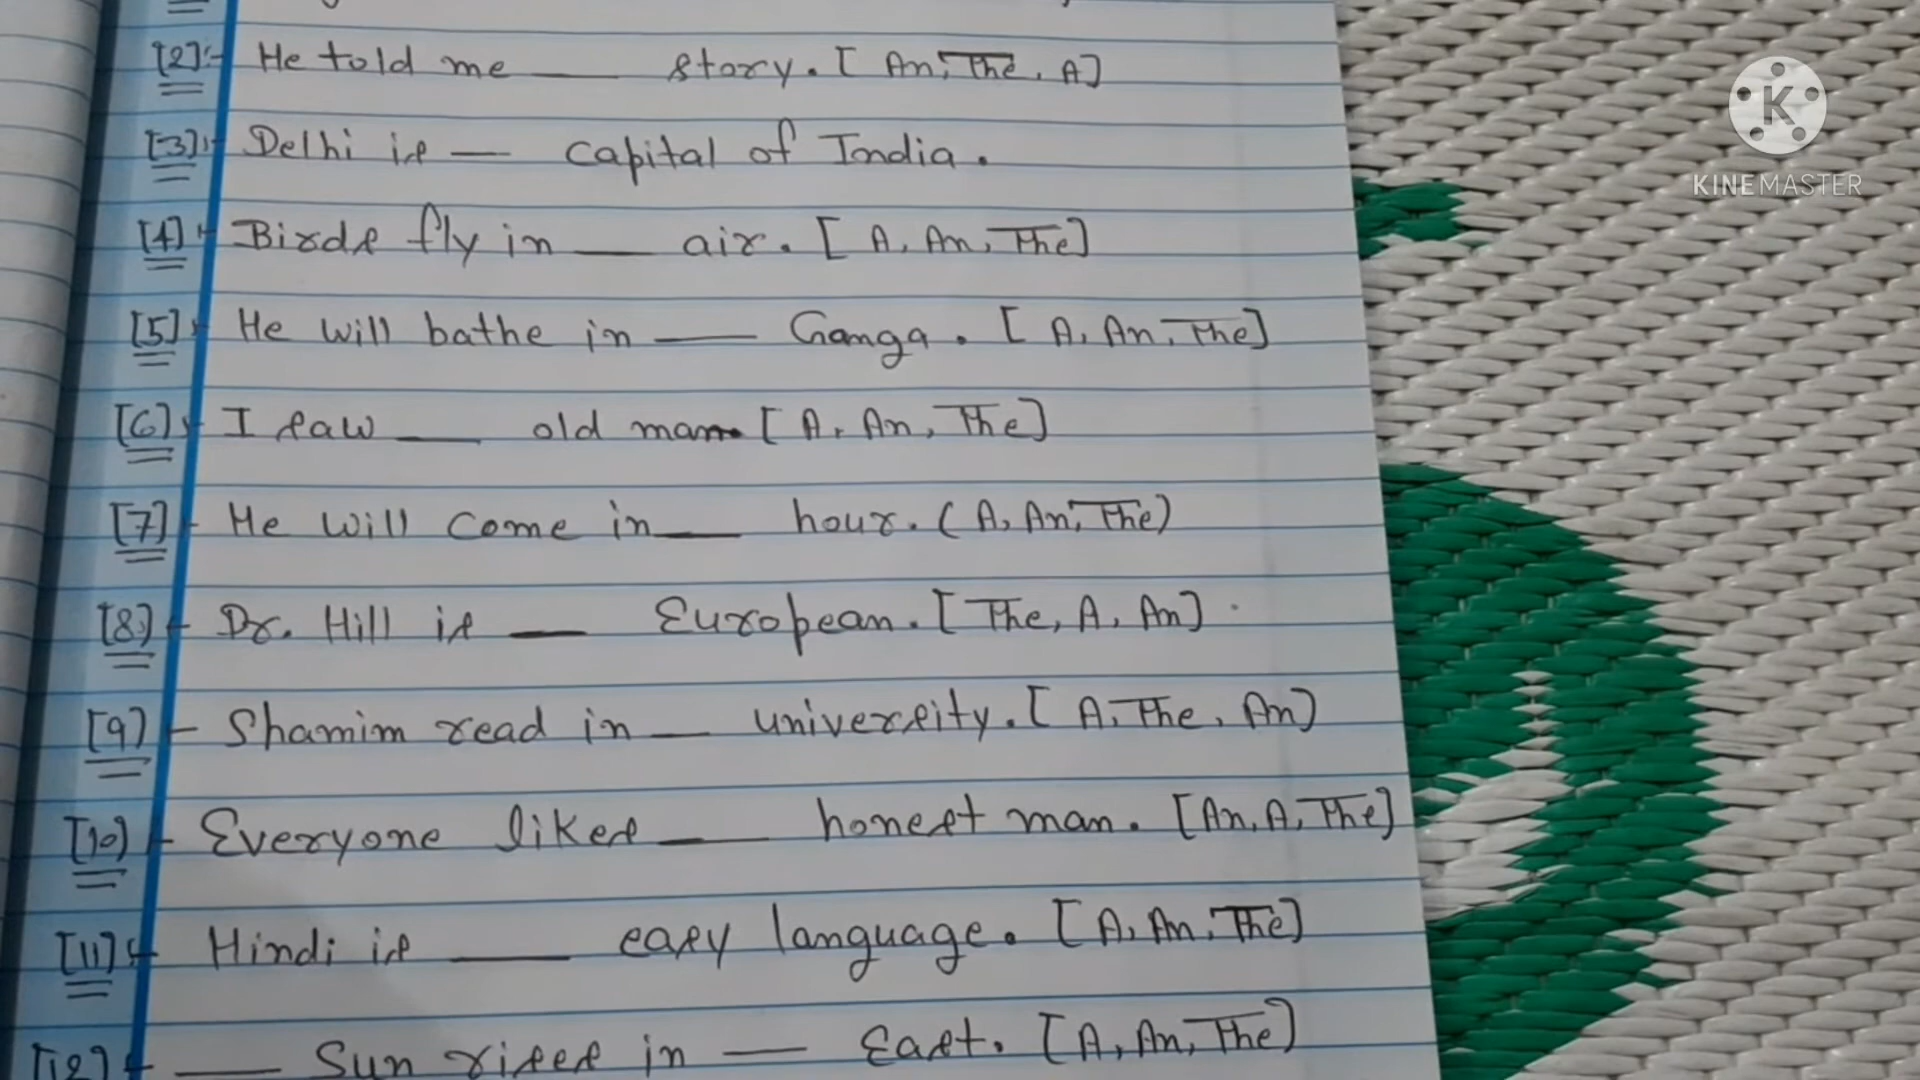 [2]:- He told me ___ story. [ An, The, A]
[3]:- Delhi is — capital of India.
[4]:- Birds fly in ___ air. [ A, An, The]
[5]:- He will bathe in ___ Ganga. [ A, An, The]
[6]:- I saw ___ old man [ A, An, The]
[7]:- He will come in ___ hour. (A, An, The)
[8]:- Dr. Hill is ___ European. [ The, A, An]
[9]:- Shamim read in ___ university. [ A, The, An)
[10]:- Everyone likes ___ honest man. [An, A, The]
[11]:- Hindi is ___ easy language. [A, An, The]
[12]:- ___ Sun rises in ___ East. [A, An, The]
KINEMASTER